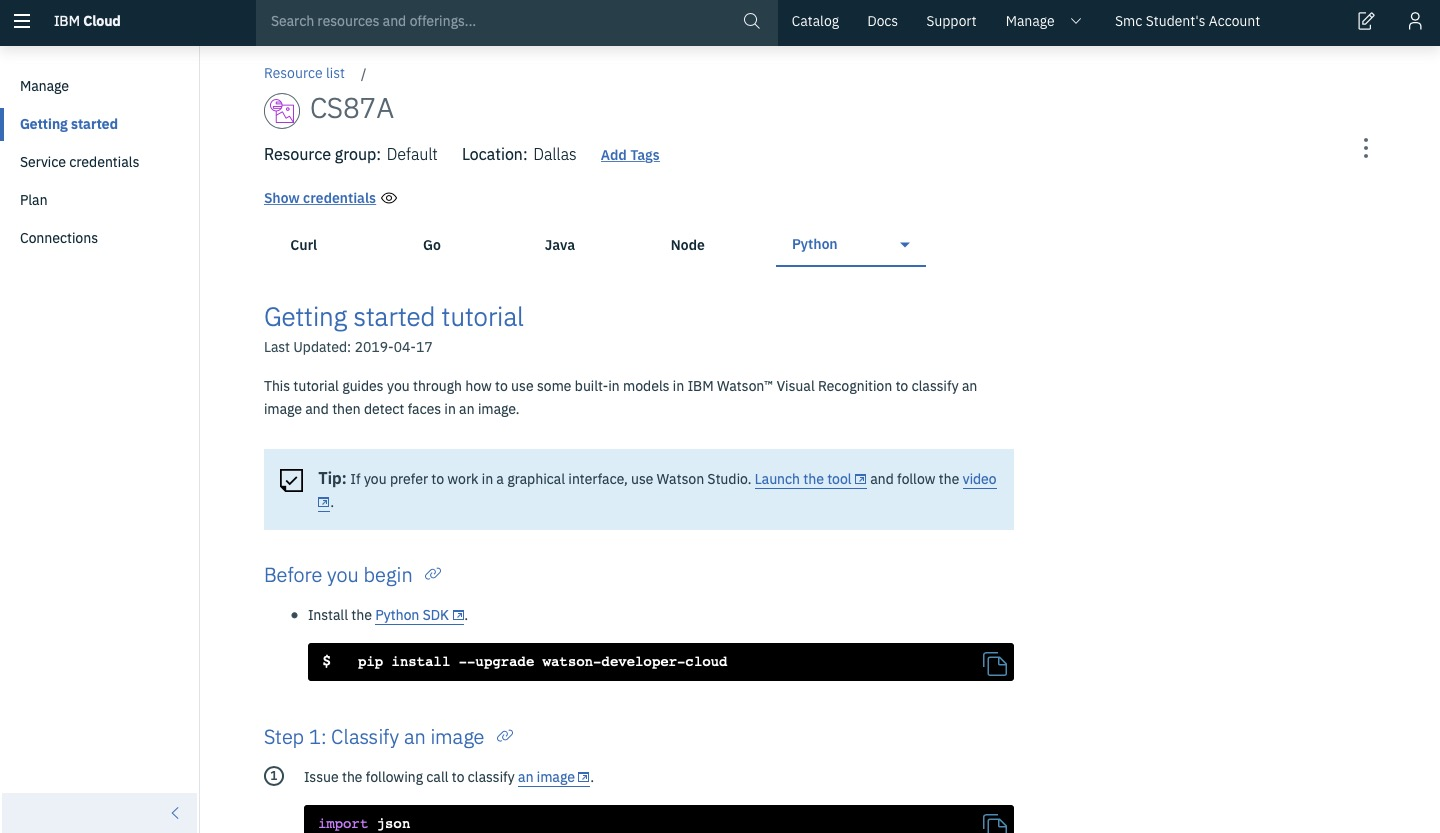 IBM Cloud
Search resources and offerings...
Catalog
Docs
Support
Manage
Smc Student's Account
Manage
Getting started
Service credentials
Plan
Connections
Resource list /
CS87A
Resource group: Default Location: Dallas Add Tags
Show credentials
Curl
Go
Java
Node
Python
Getting started tutorial
Last Updated: 2019-04-17
This tutorial guides you through how to use some built-in models in IBM Watson™ Visual Recognition to classify an
image and then detect faces in an image.
Tip: If you prefer to work in a graphical interface, use Watson Studio. Launch the tool and follow the video
.
Before you begin
• Install the Python SDK .
$ pip install --upgrade watson-developer-cloud
Step 1: Classify an image
1 Issue the following call to classify an image .
import json